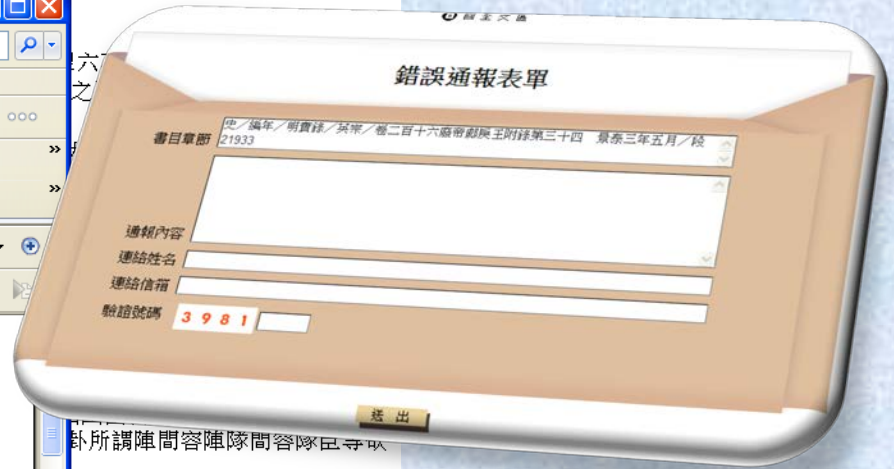 錯誤通報表單
書目章節
史／編年／明實錄／英宗／卷二百十六廢帝郕戾王附錄第三十四 景泰三年五月／段
21933
通報內容
連絡姓名
連絡信箱
驗證號碼
3981
送出
卦所謂陣間容陣隊間容隊臣等欲